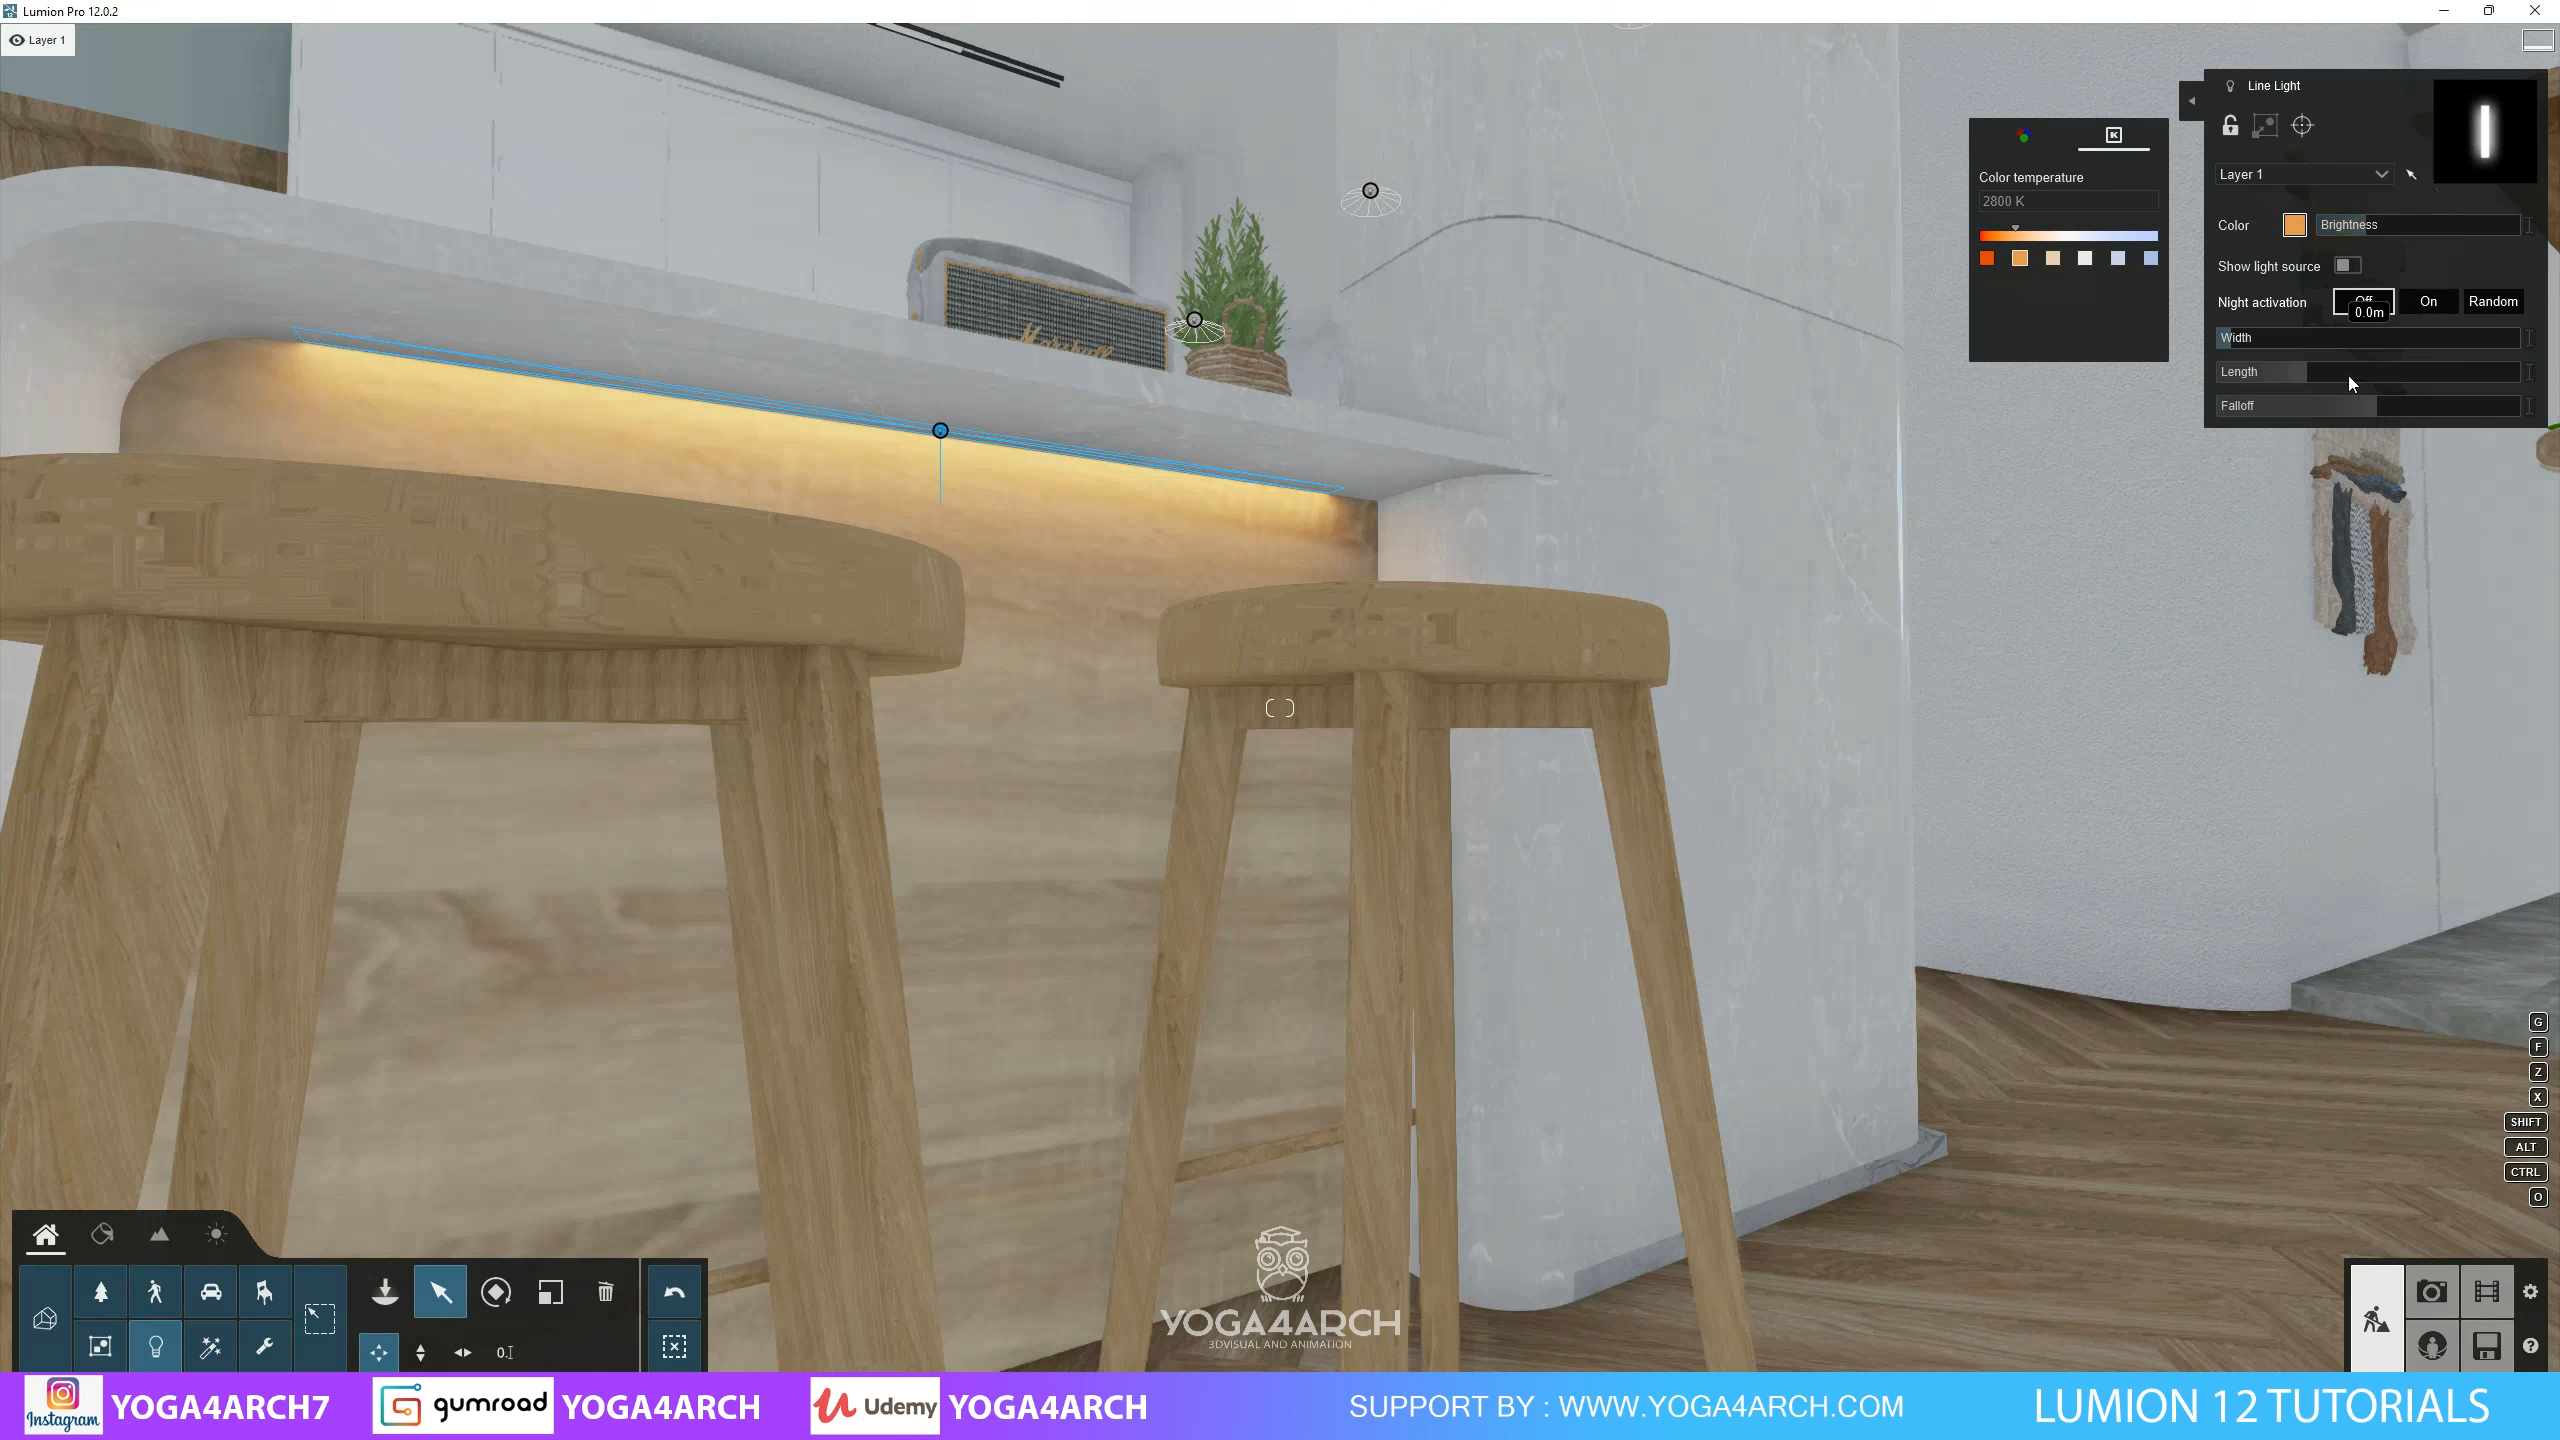 Lumion Pro 12.0.2
Layer 1
Line Light
Layer 1
Color
Brightness
Show light source
Night activation
Off
On
Random
0.0m
Width
Length
Falloff
K
Color temperature
2800 K
Marshall
G
F
Z
X
SHIFT
ALT
CTRL
O
YOGA4ARCH
3DVISUAL AND ANIMATION
Instagram
YOGA4ARCH7
gumroad
YOGA4ARCH
Udemy
YOGA4ARCH
SUPPORT BY : WWW.YOGA4ARCH.COM
LUMION 12 TUTORIALS